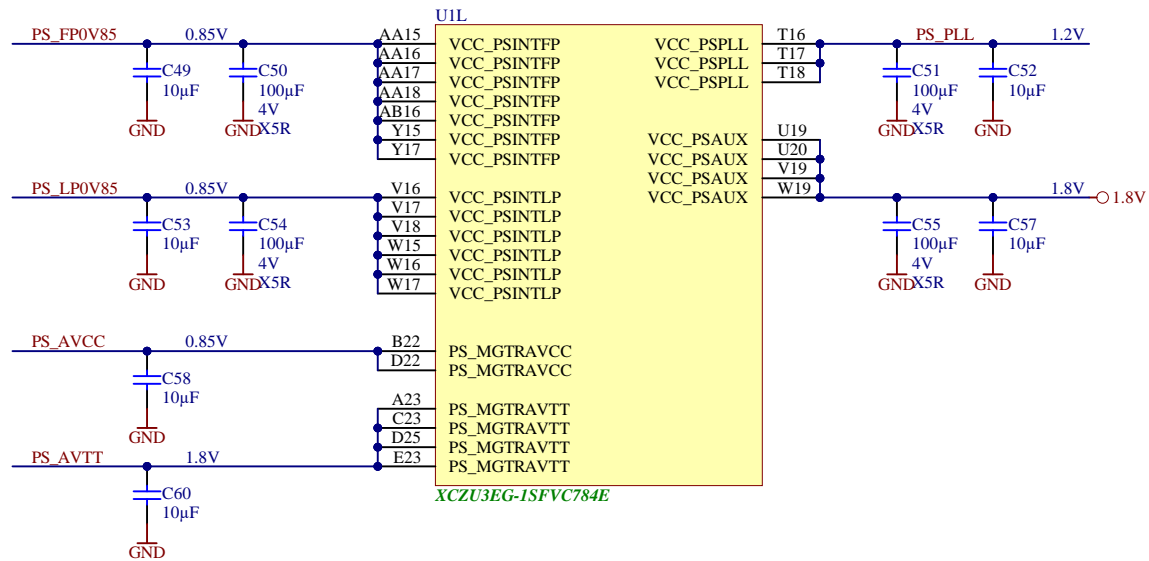 U1L
PS_FP0V85 0.85V AA15 VCC_PSINTFP VCC_PSPLL T16 PS_PLL 1.2V
AA16 VCC_PSINTFP VCC_PSPLL T17
C49 C50 AA17 VCC_PSINTFP VCC_PSPLL T18 C51 C52
10µF 100µF AA18 VCC_PSINTFP 100µF 10µF
4V AB16 VCC_PSINTFP 4V
GND GND X5R Y15 VCC_PSINTFP VCC_PSAUX U19 GND X5R GND
Y17 VCC_PSINTFP VCC_PSAUX U20
VCC_PSAUX V19
PS_LP0V85 0.85V V16 VCC_PSINTLP VCC_PSAUX W19 1.8V 1.8V
V17 VCC_PSINTLP
C53 C54 V18 VCC_PSINTLP C55 C57
10µF 100µF W15 VCC_PSINTLP 100µF 10µF
4V W16 VCC_PSINTLP 4V
GND GND X5R W17 VCC_PSINTLP GND X5R GND
PS_AVCC 0.85V B22 PS_MGTRAVCC
D22 PS_MGTRAVCC
C58
10µF
A23 PS_MGTRAVTT
C23 PS_MGTRAVTT
GND D25 PS_MGTRAVTT
PS_AVTT 1.8V E23 PS_MGTRAVTT
C60 XCZU3EG-1SFVC784E
10µF
GND